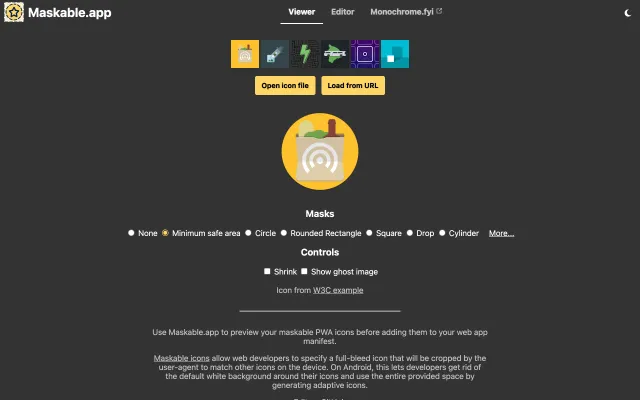 Maskable.app
Viewer
Editor
Monochrome.fyi
Open icon file
Load from URL
Masks
None
Minimum safe area
Circle
Rounded Rectangle
Square
Drop
Cylinder
More...
Controls
Shrink
Show ghost image
Icon from W3C example
Use Maskable.app to preview your maskable PWA icons before adding them to your web app
manifest.
Maskable icons allow web developers to specify a full-bleed icon that will be cropped by the
user-agent to match other icons on the device. On Android, this lets developers get rid of
the default white background around their icons and use the entire provided space by
generating adaptive icons.